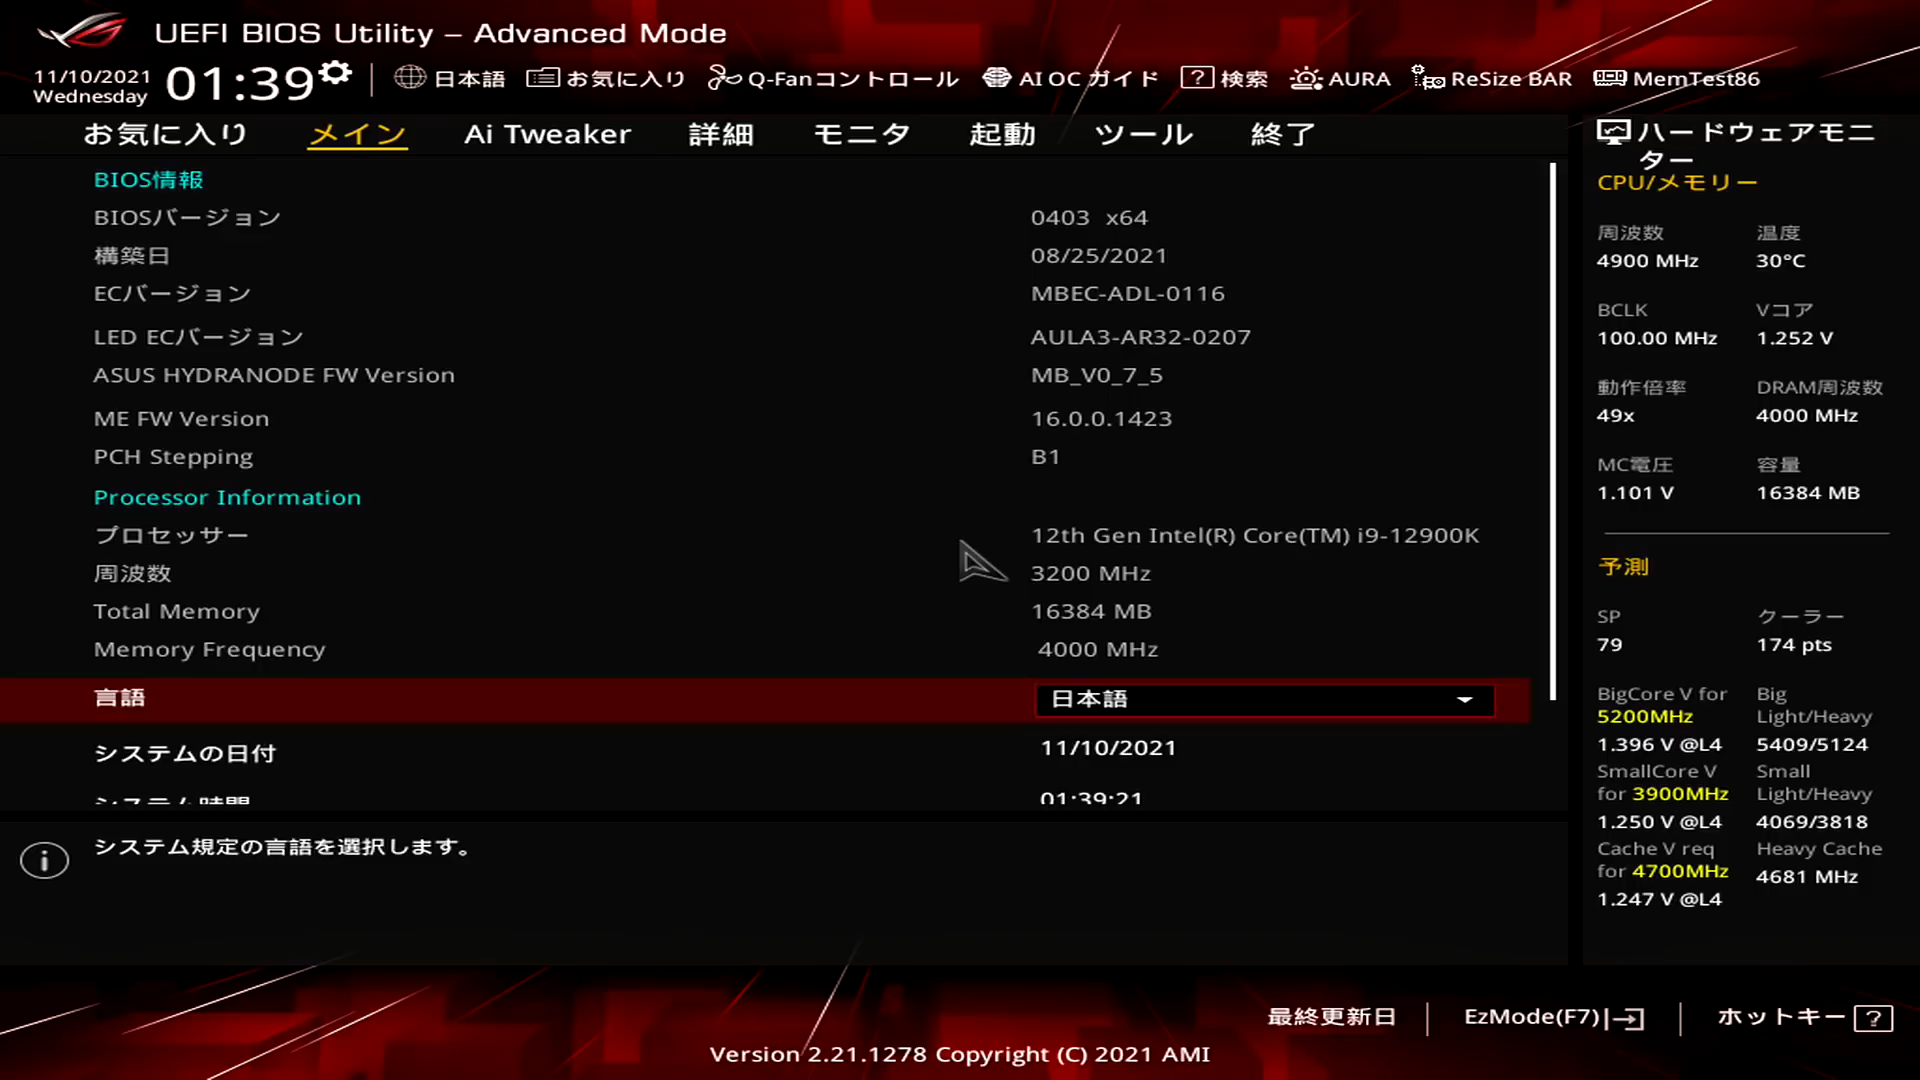 UEFI BIOS Utility – Advanced Mode
11/10/2021
Wednesday
01:39
日本語 お気に入り Q-Fanコントロール AI OC ガイド ? 検索 AURA ReSize BAR MemTest86
お気に入り メイン Ai Tweaker 詳細 モニタ 起動 ツール 終了
BIOS情報
BIOSバージョン 0403 x64
構築日 08/25/2021
ECバージョン MBEC-ADL-0116
LED ECバージョン AULA3-AR32-0207
ASUS HYDRANODE FW Version MB_V0_7_5
ME FW Version 16.0.0.1423
PCH Stepping B1
Processor Information
プロセッサー 12th Gen Intel(R) Core(TM) i9-12900K
周波数 3200 MHz
Total Memory 16384 MB
Memory Frequency 4000 MHz
言語 日本語
システムの日付 11/10/2021
システム時間 01:39:21
システム規定の言語を選択します。
ハードウェアモニ
ター
CPU/メモリー
周波数 温度
4900 MHz 30°C
BCLK Vコア
100.00 MHz 1.252 V
動作倍率 DRAM周波数
49x 4000 MHz
MC電圧 容量
1.101 V 16384 MB
予測
SP クーラー
79 174 pts
BigCore V for Big
5200MHz Light/Heavy
1.396 V @L4 5409/5124
SmallCore V Small
for 3900MHz Light/Heavy
1.250 V @L4 4069/3818
Cache V req Heavy Cache
for 4700MHz 4681 MHz
1.247 V @L4
最終更新日 EzMode(F7) ホットキー ?
Version 2.21.1278 Copyright (C) 2021 AMI